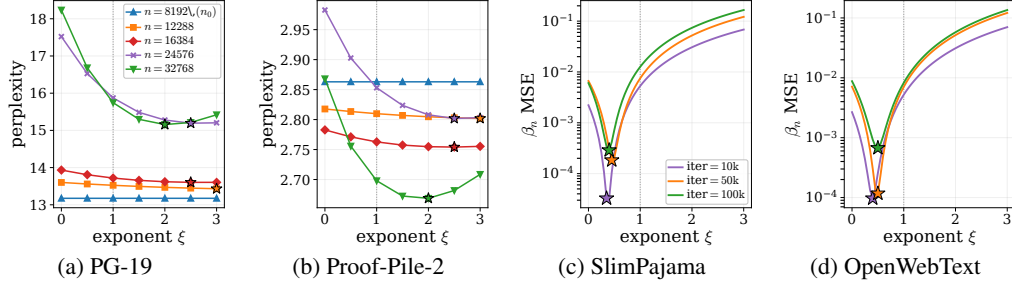 perplexity
18
17
16
15
14
13
n = 8192\,(n₀)
n = 12288
n = 16384
n = 24576
n = 32768
0
1
2
3
exponent ξ
(a) PG-19
perplexity
2.95
2.90
2.85
2.80
2.75
2.70
0
1
2
3
exponent ξ
(b) Proof-Pile-2
βₙ MSE
10⁻¹
10⁻²
10⁻³
10⁻⁴
iter = 10k
iter = 50k
iter = 100k
0
1
2
3
exponent ξ
(c) SlimPajama
βₙ MSE
10⁻¹
10⁻²
10⁻³
10⁻⁴
0
1
2
3
exponent ξ
(d) OpenWebText